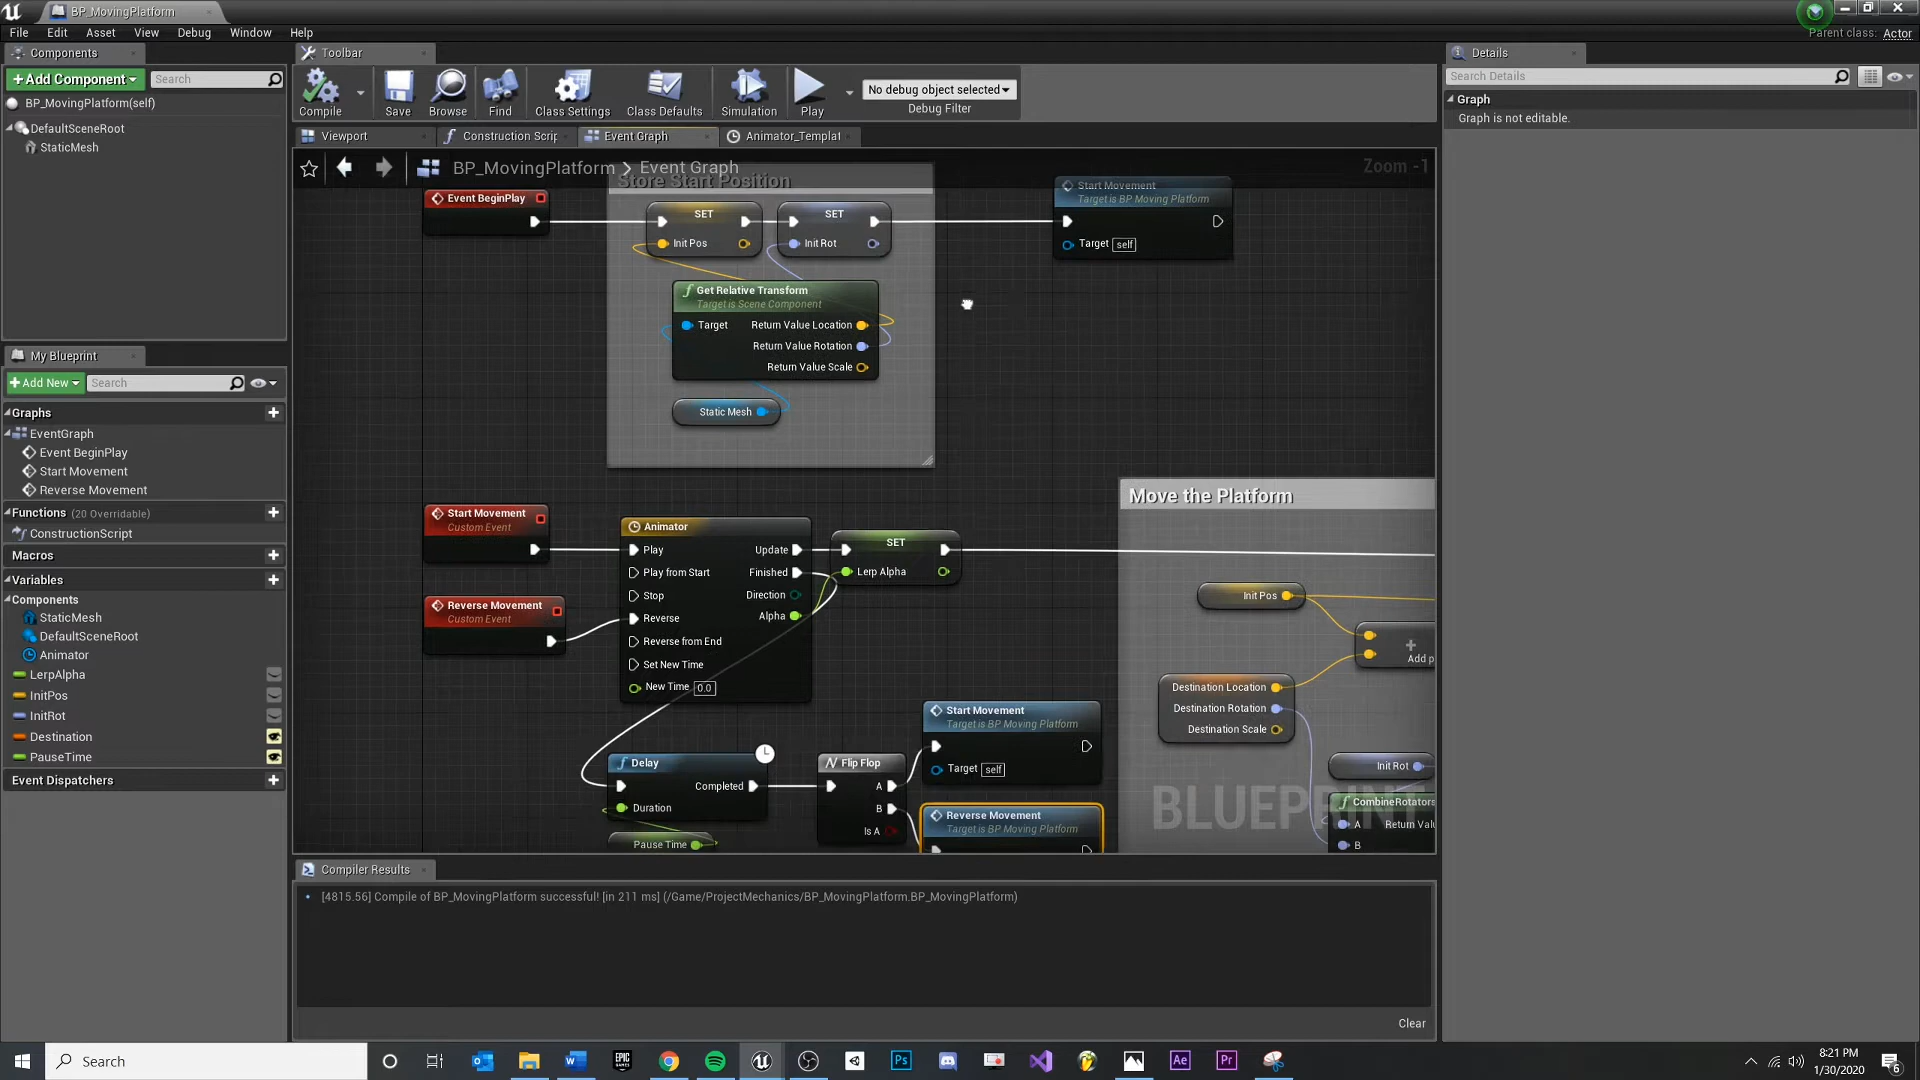 BP_MovingPlatform
File Edit Asset View Debug Window Help
Parent class: Actor
Components
+Add Component Search
BP_MovingPlatform(self)
DefaultSceneRoot
StaticMesh
Toolbar
Compile Save Browse Find Class Settings Class Defaults Simulation Play
No debug object selected
Debug Filter
Viewport Construction Scrip Event Graph Animator_Templat
BP_MovingPlatform > Event Graph
Zoom -1
Store Start Position
Event BeginPlay
SET
Init Pos
SET
Init Rot
Start Movement
Target is BP Moving Platform
Target self
Get Relative Transform
Target is Scene Component
Target Return Value Location
Return Value Rotation
Return Value Scale
Static Mesh
Start Movement
Custom Event
Reverse Movement
Custom Event
Animator
Play Update
Play from Start Finished
Stop Direction
Reverse Alpha
Reverse from End
Set New Time
New Time 0.0
SET
Lerp Alpha
Delay
Completed
Duration
Pause Time
Flip Flop
A
B
Is A
Start Movement
Target is BP Moving Platform
Target self
Reverse Movement
Target is BP Moving Platform
Move the Platform
Init Pos
Add p
Destination Location
Destination Rotation
Destination Scale
Init Rot
CombineRotators
A Return Valu
B
BLUEPRINT
My Blueprint
+Add New Search
Graphs
EventGraph
Event BeginPlay
Start Movement
Reverse Movement
Functions (20 Overridable)
ConstructionScript
Macros
Variables
Components
StaticMesh
DefaultSceneRoot
Animator
LerpAlpha
InitPos
InitRot
Destination
PauseTime
Event Dispatchers
Compiler Results
[4815.56] Compile of BP_MovingPlatform successful! [in 211 ms] (/Game/ProjectMechanics/BP_MovingPlatform.BP_MovingPlatform)
Clear
Details
Search Details
Graph
Graph is not editable.
Search
EPIC GAMES
Ps
Ae
Pr
8:21 PM
1/30/2020
6